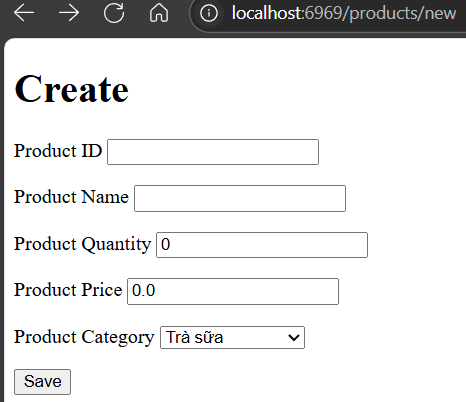 localhost:6969/products/new
Create
Product ID
Product Name
Product Quantity 0
Product Price 0.0
Product Category Trà sữa
Save